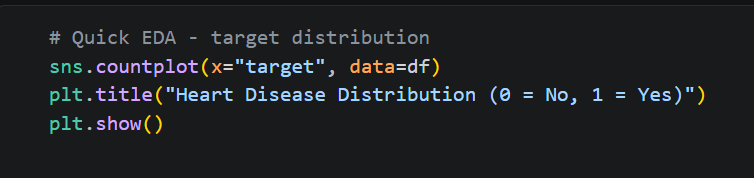 # Quick EDA - target distribution
sns.countplot(x="target", data=df)
plt.title("Heart Disease Distribution (0 = No, 1 = Yes)")
plt.show()